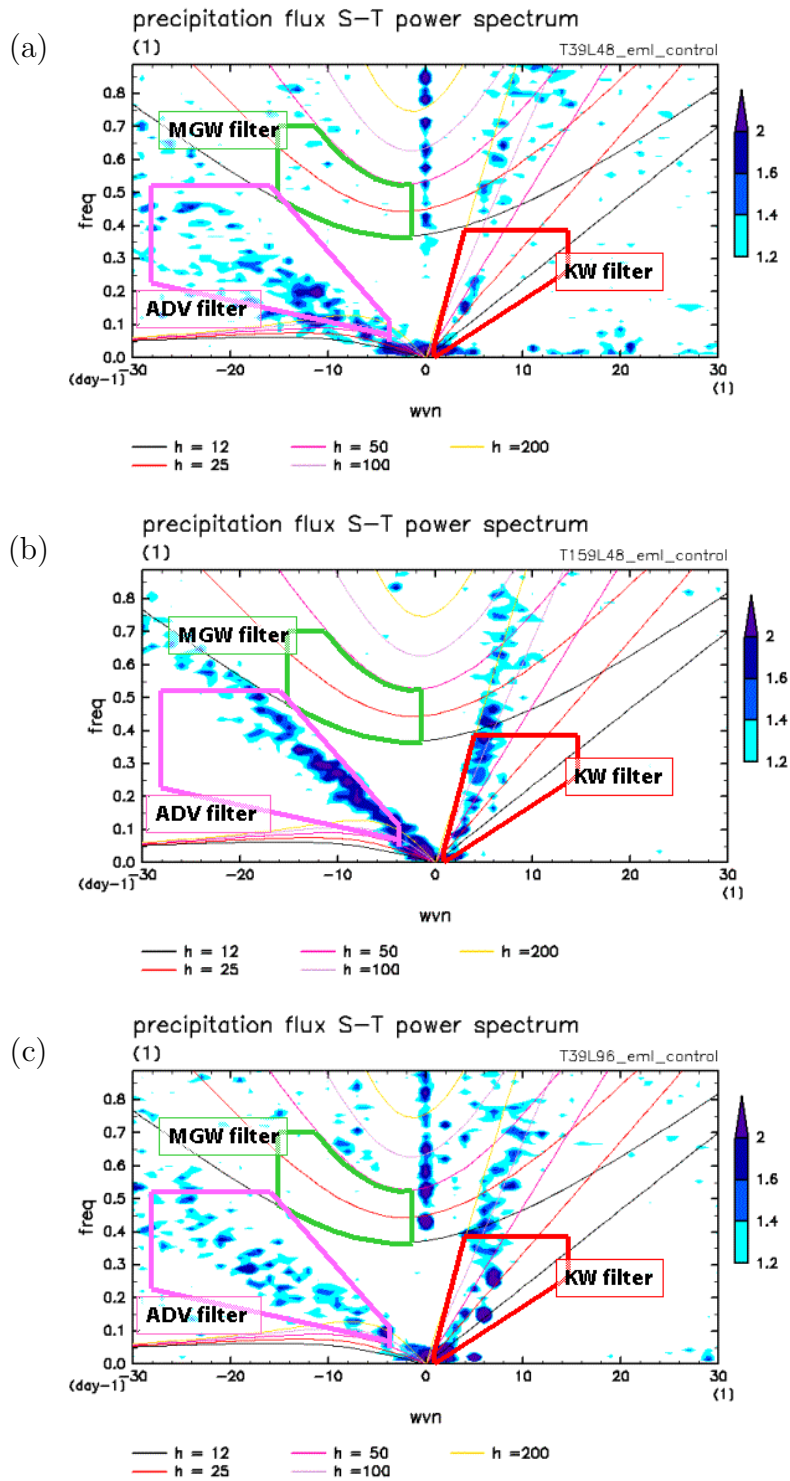 (a)
precipitation flux S-T power spectrum
(1)
T39L48_eml_control
0.8
0.7
0.6
0.5
0.4
0.3
0.2
0.1
0.0
freq
MGW filter
ADV filter
KW filter
2
1.6
1.4
1.2
-30 -20 -10 0 10 20 30
(day-1)
(1)
wvn
h = 12 h = 50 h =200
h = 25 h =100
(b)
precipitation flux S-T power spectrum
(1)
T159L48_eml_control
0.8
0.7
0.6
0.5
0.4
0.3
0.2
0.1
0.0
freq
MGW filter
ADV filter
KW filter
2
1.6
1.4
1.2
-30 -20 -10 0 10 20 30
(day-1)
(1)
wvn
h = 12 h = 50 h =200
h = 25 h =100
(c)
precipitation flux S-T power spectrum
(1)
T39L96_eml_control
0.8
0.7
0.6
0.5
0.4
0.3
0.2
0.1
0.0
freq
MGW filter
ADV filter
KW filter
2
1.6
1.4
1.2
-30 -20 -10 0 10 20 30
(day-1)
(1)
wvn
h = 12 h = 50 h =200
h = 25 h =100